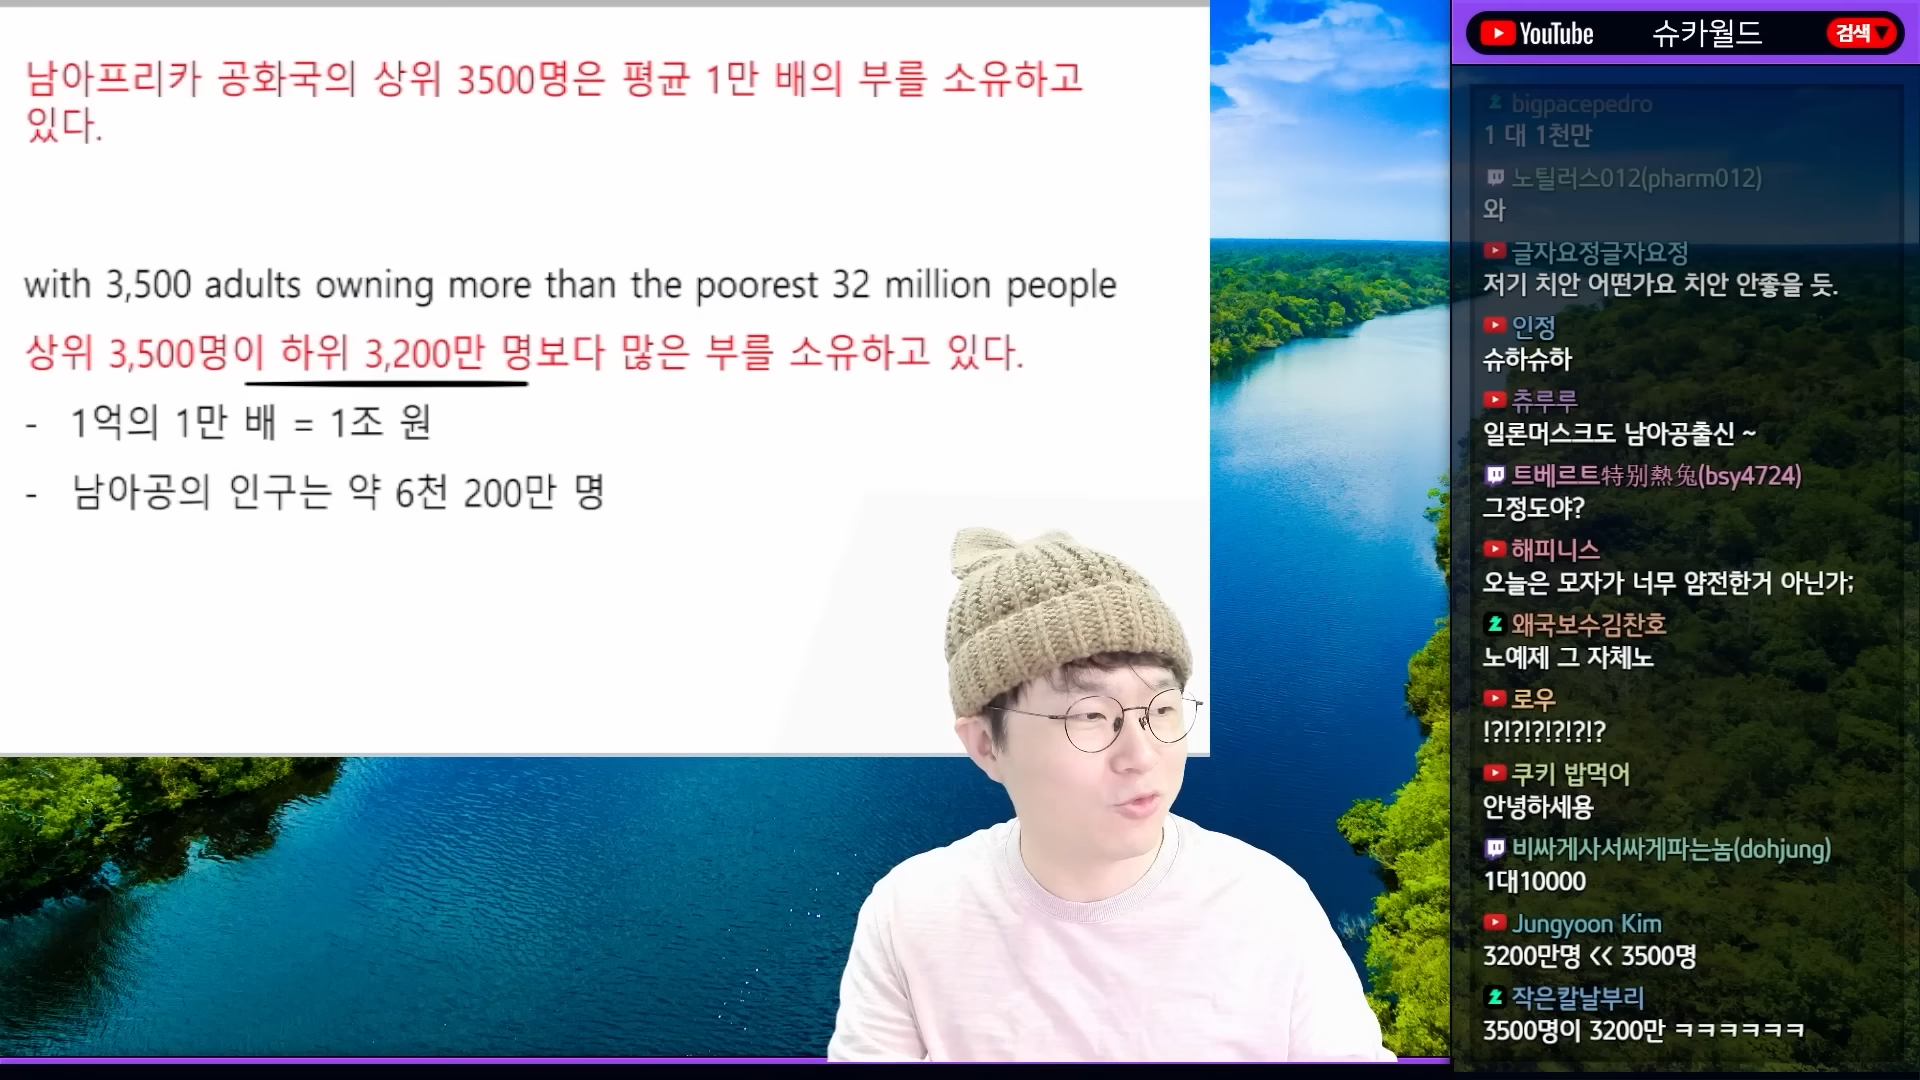 남아프리카 공화국의 상위 3500명은 평균 1만 배의 부를 소유하고
있다.
with 3,500 adults owning more than the poorest 32 million people
상위 3,500명이 하위 3,200만 명보다 많은 부를 소유하고 있다.
- 1억의 1만 배 = 1조 원
- 남아공의 인구는 약 6천 200만 명
YouTube 슈카월드 검색▼
bigpacepedro
1 대 1천만
노틸러스012(pharm012)
와
글자요정글자요정
저기 치안 어떤가요 치안 안좋을 듯.
인정
슈하슈하
츄루루
일론머스크도 남아공출신 ~
트베르트特别熱兔(bsy4724)
그정도야?
해피니스
오늘은 모자가 너무 얌전한거 아닌가;
왜국보수김찬호
노예제 그 자체노
로우
!?!?!?!?!?!?
쿠키 밥먹어
안녕하세용
비싸게사서싸게파는놈(dohjung)
1대10000
Jungyoon Kim
3200만명 << 3500명
작은칼날부리
3500명이 3200만 ㅋㅋㅋㅋㅋㅋ